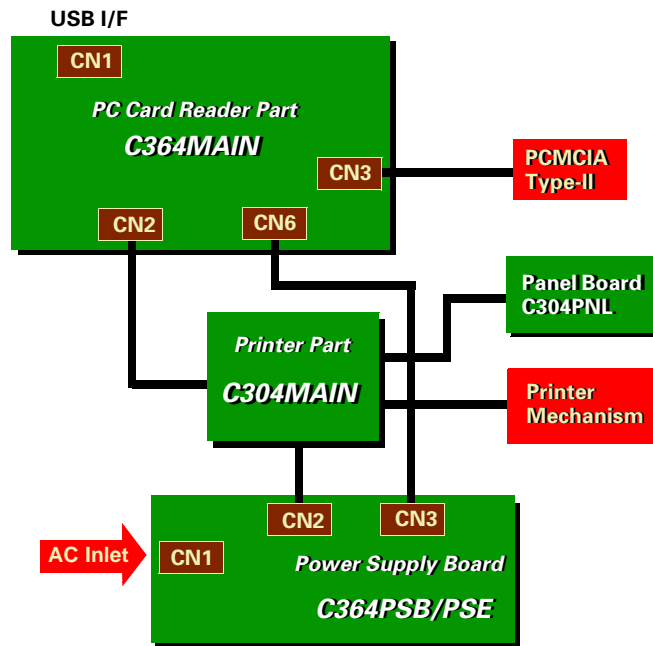 USB I/F
CN1
PC Card Reader Part
C364MAIN
CN3
PCMCIA
Type-II
CN2
CN6
Panel Board
C304PNL
Printer Part
C304MAIN
Printer
Mechanism
CN2
CN3
AC Inlet
CN1
Power Supply Board
C364PSB/PSE